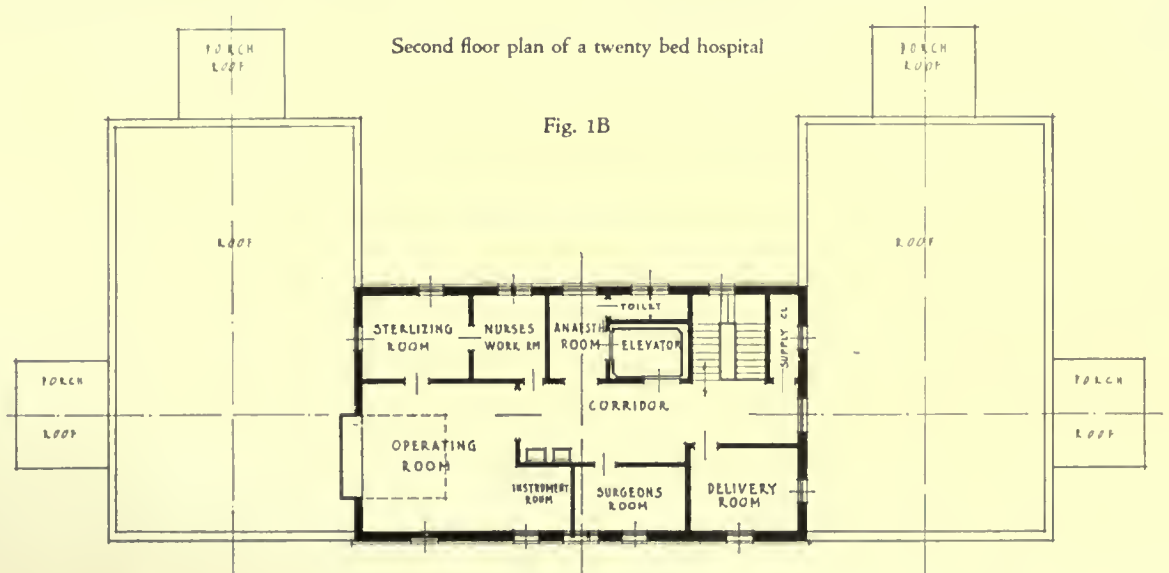 Second floor plan of a twenty bed hospital
Fig. 1B
PORCH
ROOF
PORCH
ROOF
ROOF
ROOF
STERLIZING
ROOM
NURSES
WORK RM
ANAESTH
ROOM
TOILET
ELEVATOR
SUPPLY CL
PORCH
ROOF
CORRIDOR
PORCH
ROOF
OPERATING
ROOM
INSTRUMENT
ROOM
SURGEONS
ROOM
DELIVERY
ROOM